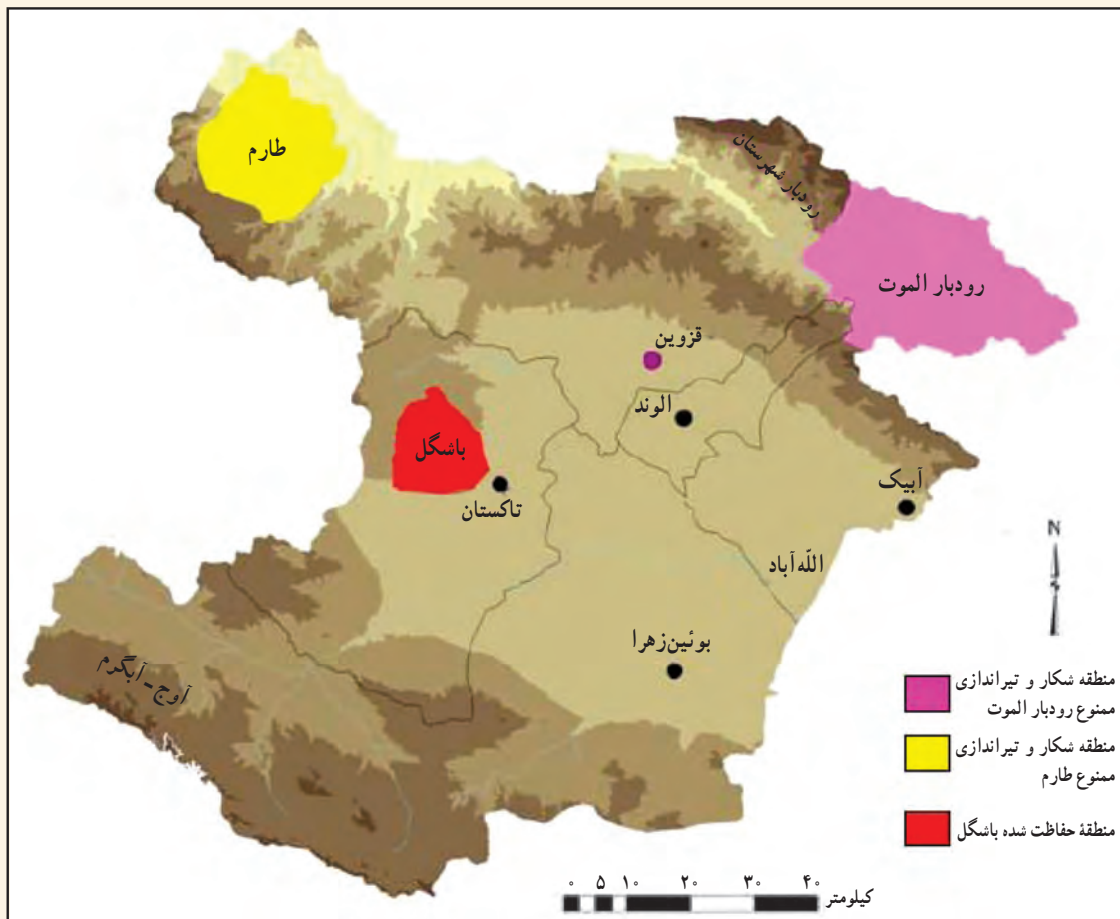 طارم
رودبار شهرستان
رودبار الموت
قزوین
الوند
باشگل
تاکستان
آبیک
اللّه‌آباد
بوئین‌زهرا
آوج-آبگرم
N
منطقه شکار و تیراندازی
ممنوع رودبار الموت
منطقه شکار و تیراندازی
ممنوع طارم
منطقهٔ حفاظت شده باشگل
۰ ۵ ۱۰ ۲۰ ۳۰ ۴۰
کیلومتر